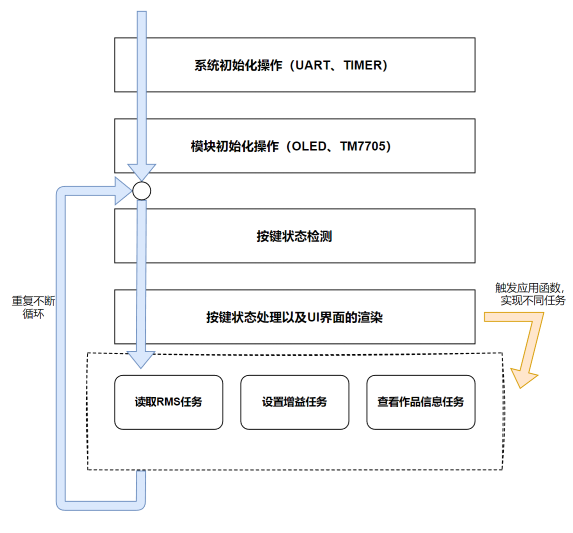 系统初始化操作（UART、TIMER）
模块初始化操作（OLED、TM7705）
按键状态检测
重复不断
循环
按键状态处理以及UI界面的渲染
触发应用函数，
实现不同任务
读取RMS任务
设置增益任务
查看作品信息任务